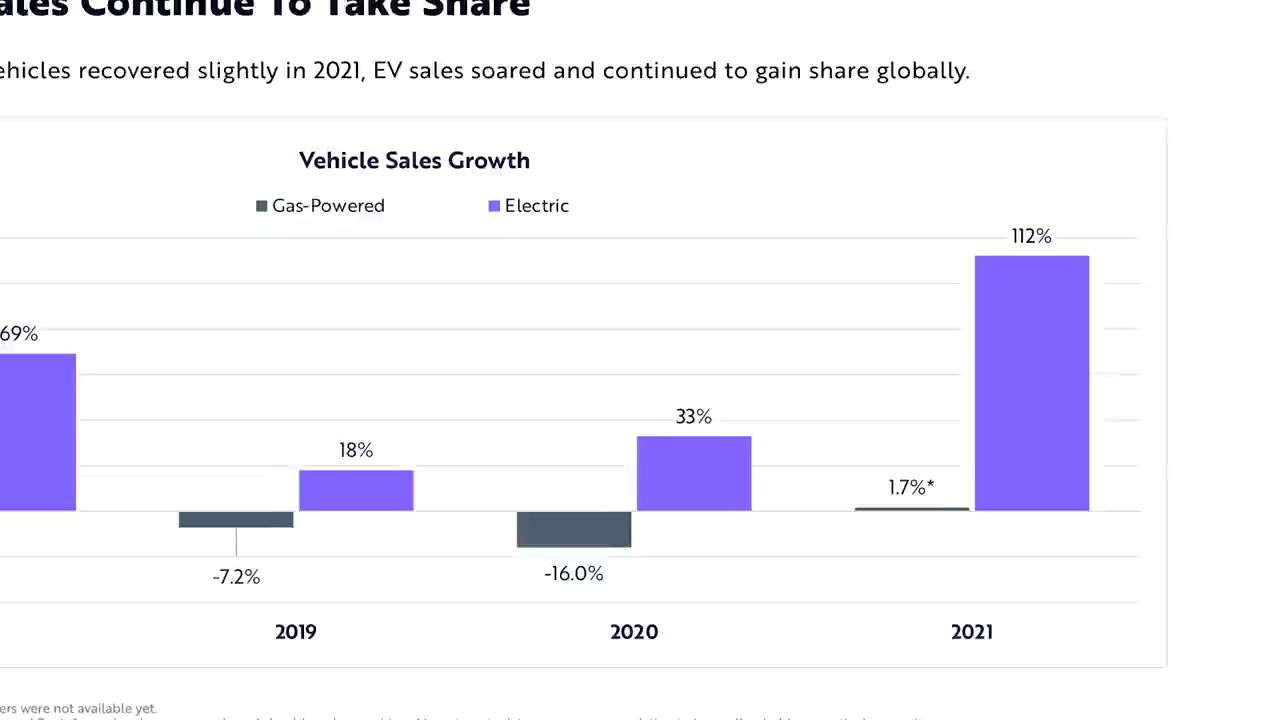 ales Continue To Take Share
ehicles recovered slightly in 2021, EV sales soared and continued to gain share globally.
Vehicle Sales Growth
Gas-Powered Electric
112%
69%
33%
18%
1.7%*
-7.2%
-16.0%
2019 2020 2021
ers were not available yet.